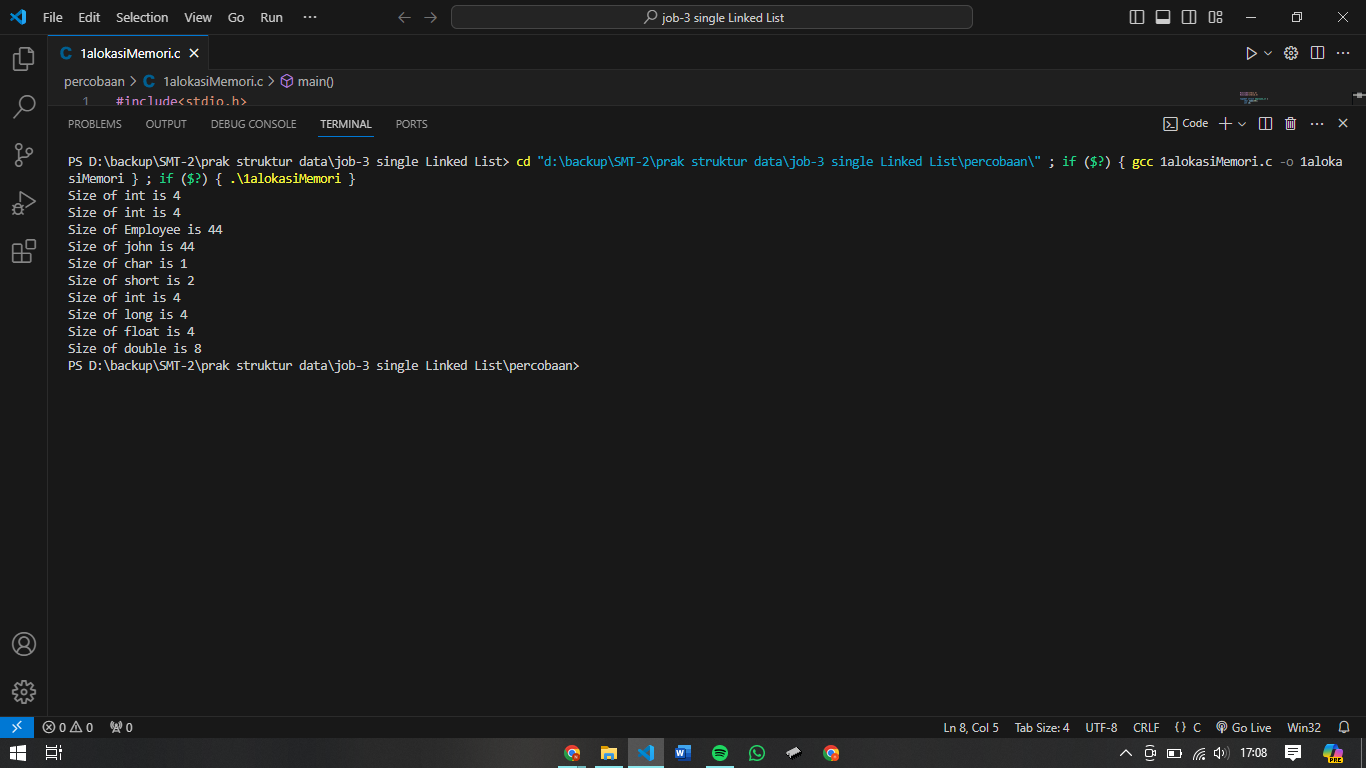 File Edit Selection View Go Run ··· job-3 single Linked List
C 1alokasiMemori.c
percobaan > C 1alokasiMemori.c > main()
1 #include<stdio.h>
PROBLEMS OUTPUT DEBUG CONSOLE TERMINAL PORTS Code
PS D:\backup\SMT-2\prak struktur data\job-3 single Linked List> cd "d:\backup\SMT-2\prak struktur data\job-3 single Linked List\percobaan\" ; if ($?) { gcc 1alokasiMemori.c -o 1aloka
siMemori } ; if ($?) { .\1alokasiMemori }
Size of int is 4
Size of int is 4
Size of Employee is 44
Size of john is 44
Size of char is 1
Size of short is 2
Size of int is 4
Size of long is 4
Size of float is 4
Size of double is 8
PS D:\backup\SMT-2\prak struktur data\job-3 single Linked List\percobaan>
0 0 0 Ln 8, Col 5 Tab Size: 4 UTF-8 CRLF {} C Go Live Win32
17:08